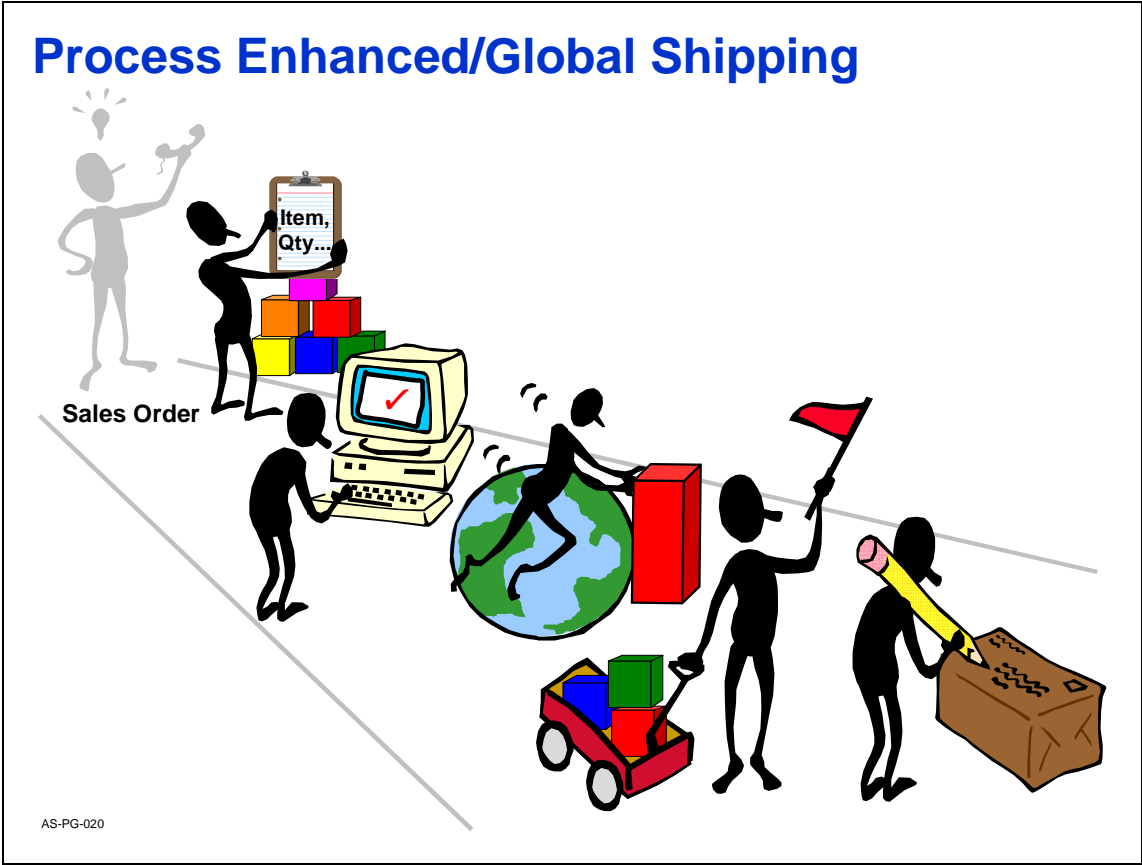 Process Enhanced/Global Shipping
Item,
Qty...
Sales Order
AS-PG-020